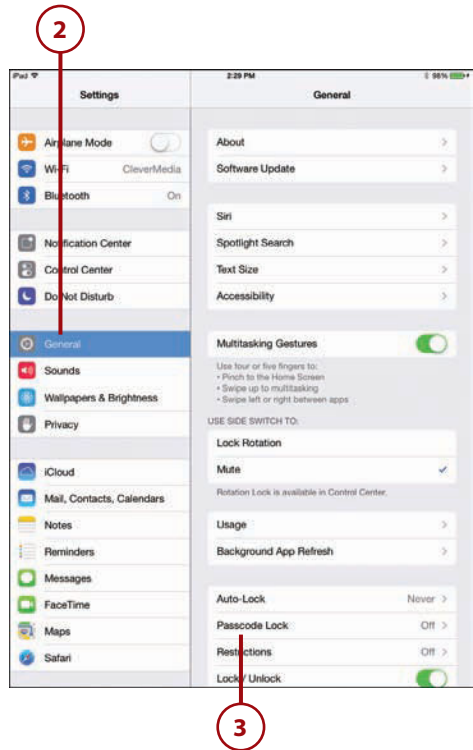 2
iPad 2:29 PM 98%
Settings
Airplane Mode
Wi-Fi CleverMedia
Bluetooth On
Notification Center
Control Center
Do Not Disturb
General
Sounds
Wallpapers & Brightness
Privacy
iCloud
Mail, Contacts, Calendars
Notes
Reminders
Messages
FaceTime
Maps
Safari
General
About
Software Update
Siri
Spotlight Search
Text Size
Accessibility
Multitasking Gestures
Use four or five fingers to:
• Pinch to the Home Screen
• Swipe up to multitasking
• Swipe left or right between apps
USE SIDE SWITCH TO:
Lock Rotation
Mute
Rotation Lock is available in Control Center.
Usage
Background App Refresh
Auto-Lock Never
Passcode Lock Off
Restrictions Off
Lock / Unlock
3